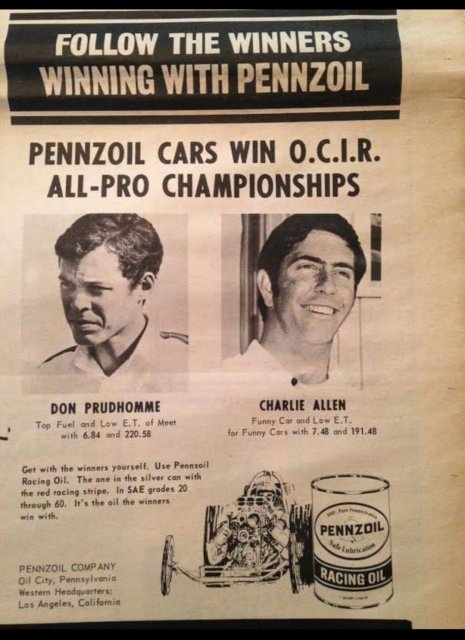 FOLLOW THE WINNERS
WINNING WITH PENNZOIL
PENNZOIL CARS WIN O.C.I.R.
ALL-PRO CHAMPIONSHIPS
DON PRUDHOMME
Top Fuel and Low E.T. of Meet
with 6.84 and 220.58
CHARLIE ALLEN
Funny Car and Low E.T.
for Funny Cars with 7.48 and 191.48
Get with the winners yourself. Use Pennzoil
Racing Oil. The one in the silver can with
the red racing stripe. In SAE grades 20
through 60. It's the oil the winners
win with.
PENNZOIL COMPANY
Oil City, Pennsylvania
Western Headquarters:
Los Angeles, California
100% Pure Pennsylvania
PENNZOIL
Safe Lubrication
RACING OIL